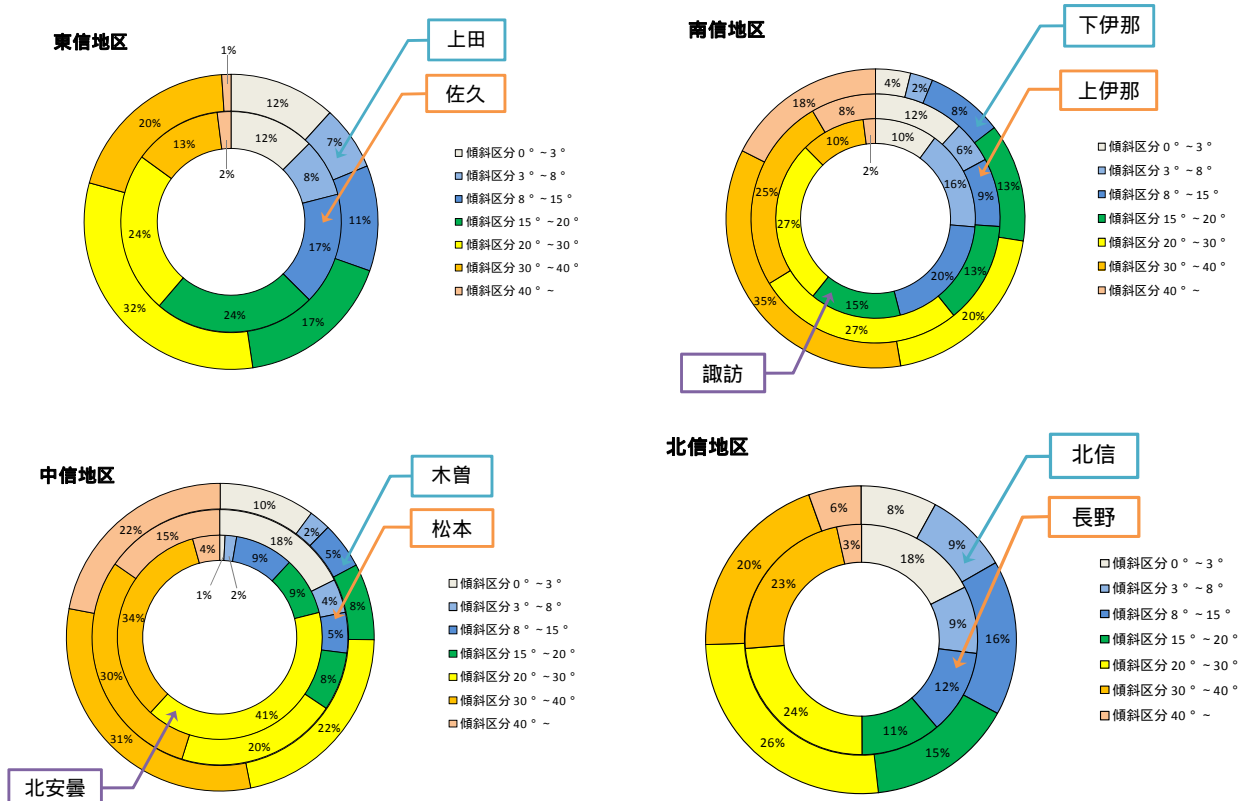 東信地区
上田
佐久
1%
12%
7%
11%
17%
32%
20%
12%
8%
17%
24%
24%
13%
2%
傾斜区分 0 ° ~ 3 °
傾斜区分 3 ° ~ 8 °
傾斜区分 8 ° ~ 15 °
傾斜区分 15 ° ~ 20 °
傾斜区分 20 ° ~ 30 °
傾斜区分 30 ° ~ 40 °
傾斜区分 40 ° ~
南信地区
下伊那
上伊那
諏訪
4%
2%
8%
13%
20%
35%
18%
12%
6%
9%
13%
27%
25%
8%
10%
16%
20%
15%
27%
10%
2%
傾斜区分 0 ° ~ 3 °
傾斜区分 3 ° ~ 8 °
傾斜区分 8 ° ~ 15 °
傾斜区分 15 ° ~ 20 °
傾斜区分 20 ° ~ 30 °
傾斜区分 30 ° ~ 40 °
傾斜区分 40 ° ~
中信地区
木曽
松本
北安曇
10%
2%
5%
8%
22%
31%
22%
18%
4%
5%
8%
20%
30%
15%
1%
2%
9%
9%
41%
34%
4%
傾斜区分 0 ° ~ 3 °
傾斜区分 3 ° ~ 8 °
傾斜区分 8 ° ~ 15 °
傾斜区分 15 ° ~ 20 °
傾斜区分 20 ° ~ 30 °
傾斜区分 30 ° ~ 40 °
傾斜区分 40 ° ~
北信地区
北信
長野
8%
9%
16%
15%
26%
20%
6%
18%
9%
12%
11%
24%
23%
3%
傾斜区分 0 ° ~ 3 °
傾斜区分 3 ° ~ 8 °
傾斜区分 8 ° ~ 15 °
傾斜区分 15 ° ~ 20 °
傾斜区分 20 ° ~ 30 °
傾斜区分 30 ° ~ 40 °
傾斜区分 40 ° ~